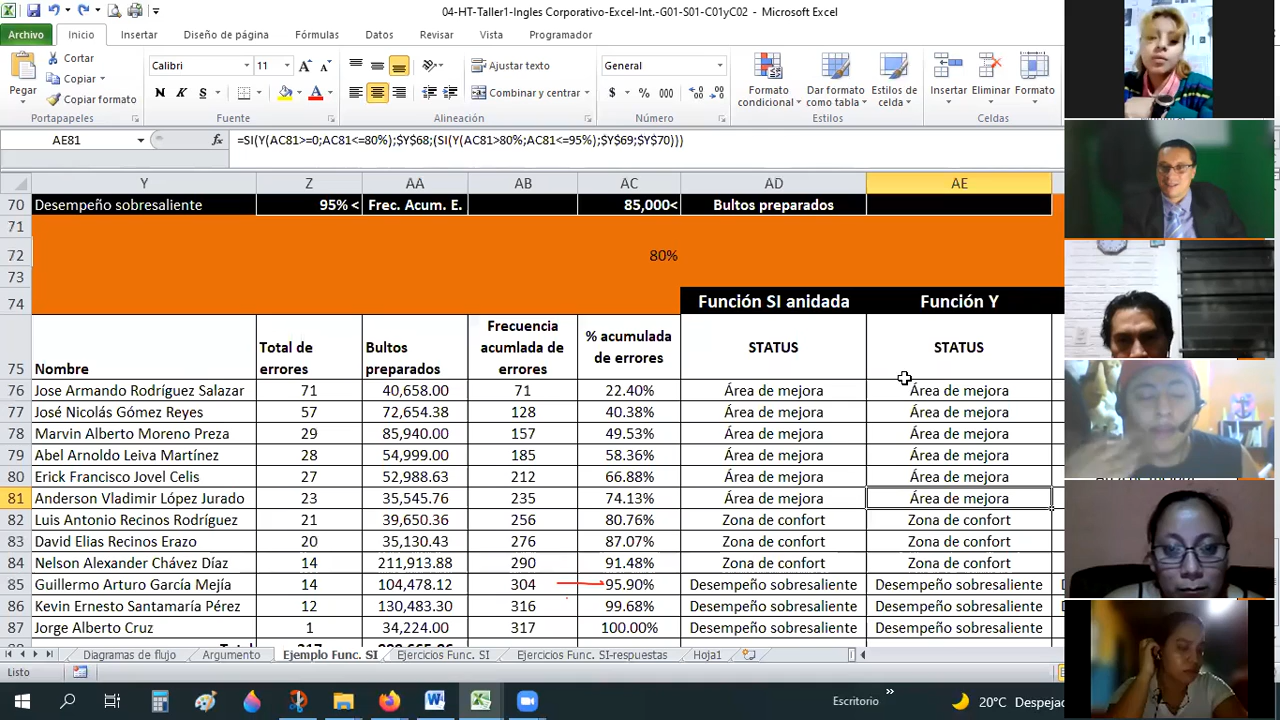 04-HT-Taller1-Ingles Corporativo-Excel-Int.-G01-S01-C01yC02 - Microsoft Excel
Archivo Inicio Insertar Diseño de página Fórmulas Datos Revisar Vista Programador
Pegar Cortar Copiar Copiar formato
Calibri 11 N K S A
Ajustar texto Combinar y centrar
General $ % 000
Formato condicional Dar formato como tabla Estilos de celda
Insertar Eliminar Formato
Portapapeles Fuente Alineación Número Estilos Celdas
AE81 fx =SI(Y(AC81>=0;AC81<=80%);$Y$68;(SI(Y(AC81>80%;AC81<=95%);$Y$69;$Y$70)))
Y Z AA AB AC AD AE
70 Desempeño sobresaliente 95% < Frec. Acum. E. 85,000< Bultos preparados
71
72 80%
73
74 Función SI anidada Función Y
75 Nombre Total de errores Bultos preparados Frecuencia acumlada de errores % acumulada de errores STATUS STATUS
76 Jose Armando Rodríguez Salazar 71 40,658.00 71 22.40% Área de mejora Área de mejora
77 José Nicolás Gómez Reyes 57 72,654.38 128 40.38% Área de mejora Área de mejora
78 Marvin Alberto Moreno Preza 29 85,940.00 157 49.53% Área de mejora Área de mejora
79 Abel Arnoldo Leiva Martínez 28 54,999.00 185 58.36% Área de mejora Área de mejora
80 Erick Francisco Jovel Celis 27 52,988.63 212 66.88% Área de mejora Área de mejora
81 Anderson Vladimir López Jurado 23 35,545.76 235 74.13% Área de mejora Área de mejora
82 Luis Antonio Recinos Rodríguez 21 39,650.36 256 80.76% Zona de confort Zona de confort
83 David Elias Recinos Erazo 20 35,130.43 276 87.07% Zona de confort Zona de confort
84 Nelson Alexander Chávez Díaz 14 211,913.88 290 91.48% Zona de confort Zona de confort
85 Guillermo Arturo García Mejía 14 104,478.12 304 95.90% Desempeño sobresaliente Desempeño sobresaliente
86 Kevin Ernesto Santamaría Pérez 12 130,483.30 316 99.68% Desempeño sobresaliente Desempeño sobresaliente
87 Jorge Alberto Cruz 1 34,224.00 317 100.00% Desempeño sobresaliente Desempeño sobresaliente
Diagramas de flujo Argumento Ejemplo Func. SI Ejercicios Func. SI Ejercicios Func. SI-respuestas Hoja1
Listo
Escritorio » 20°C Despejad